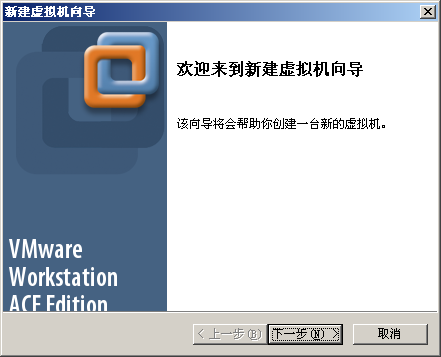 新建虚拟机向导
欢迎来到新建虚拟机向导
该向导将会帮助你创建一台新的虚拟机。
VMware
Workstation
ACE Edition
< 上一步(B)
下一步(N) >
取消